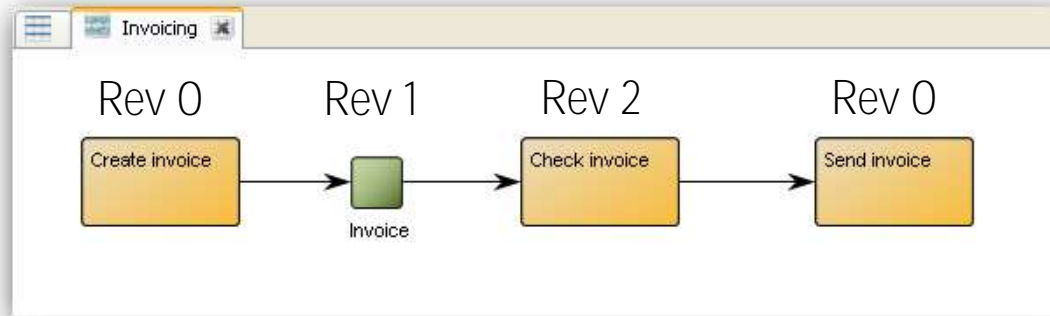 Invoicing
Rev 0 Rev 1 Rev 2 Rev 0
Create invoice Check invoice Send invoice
Invoice